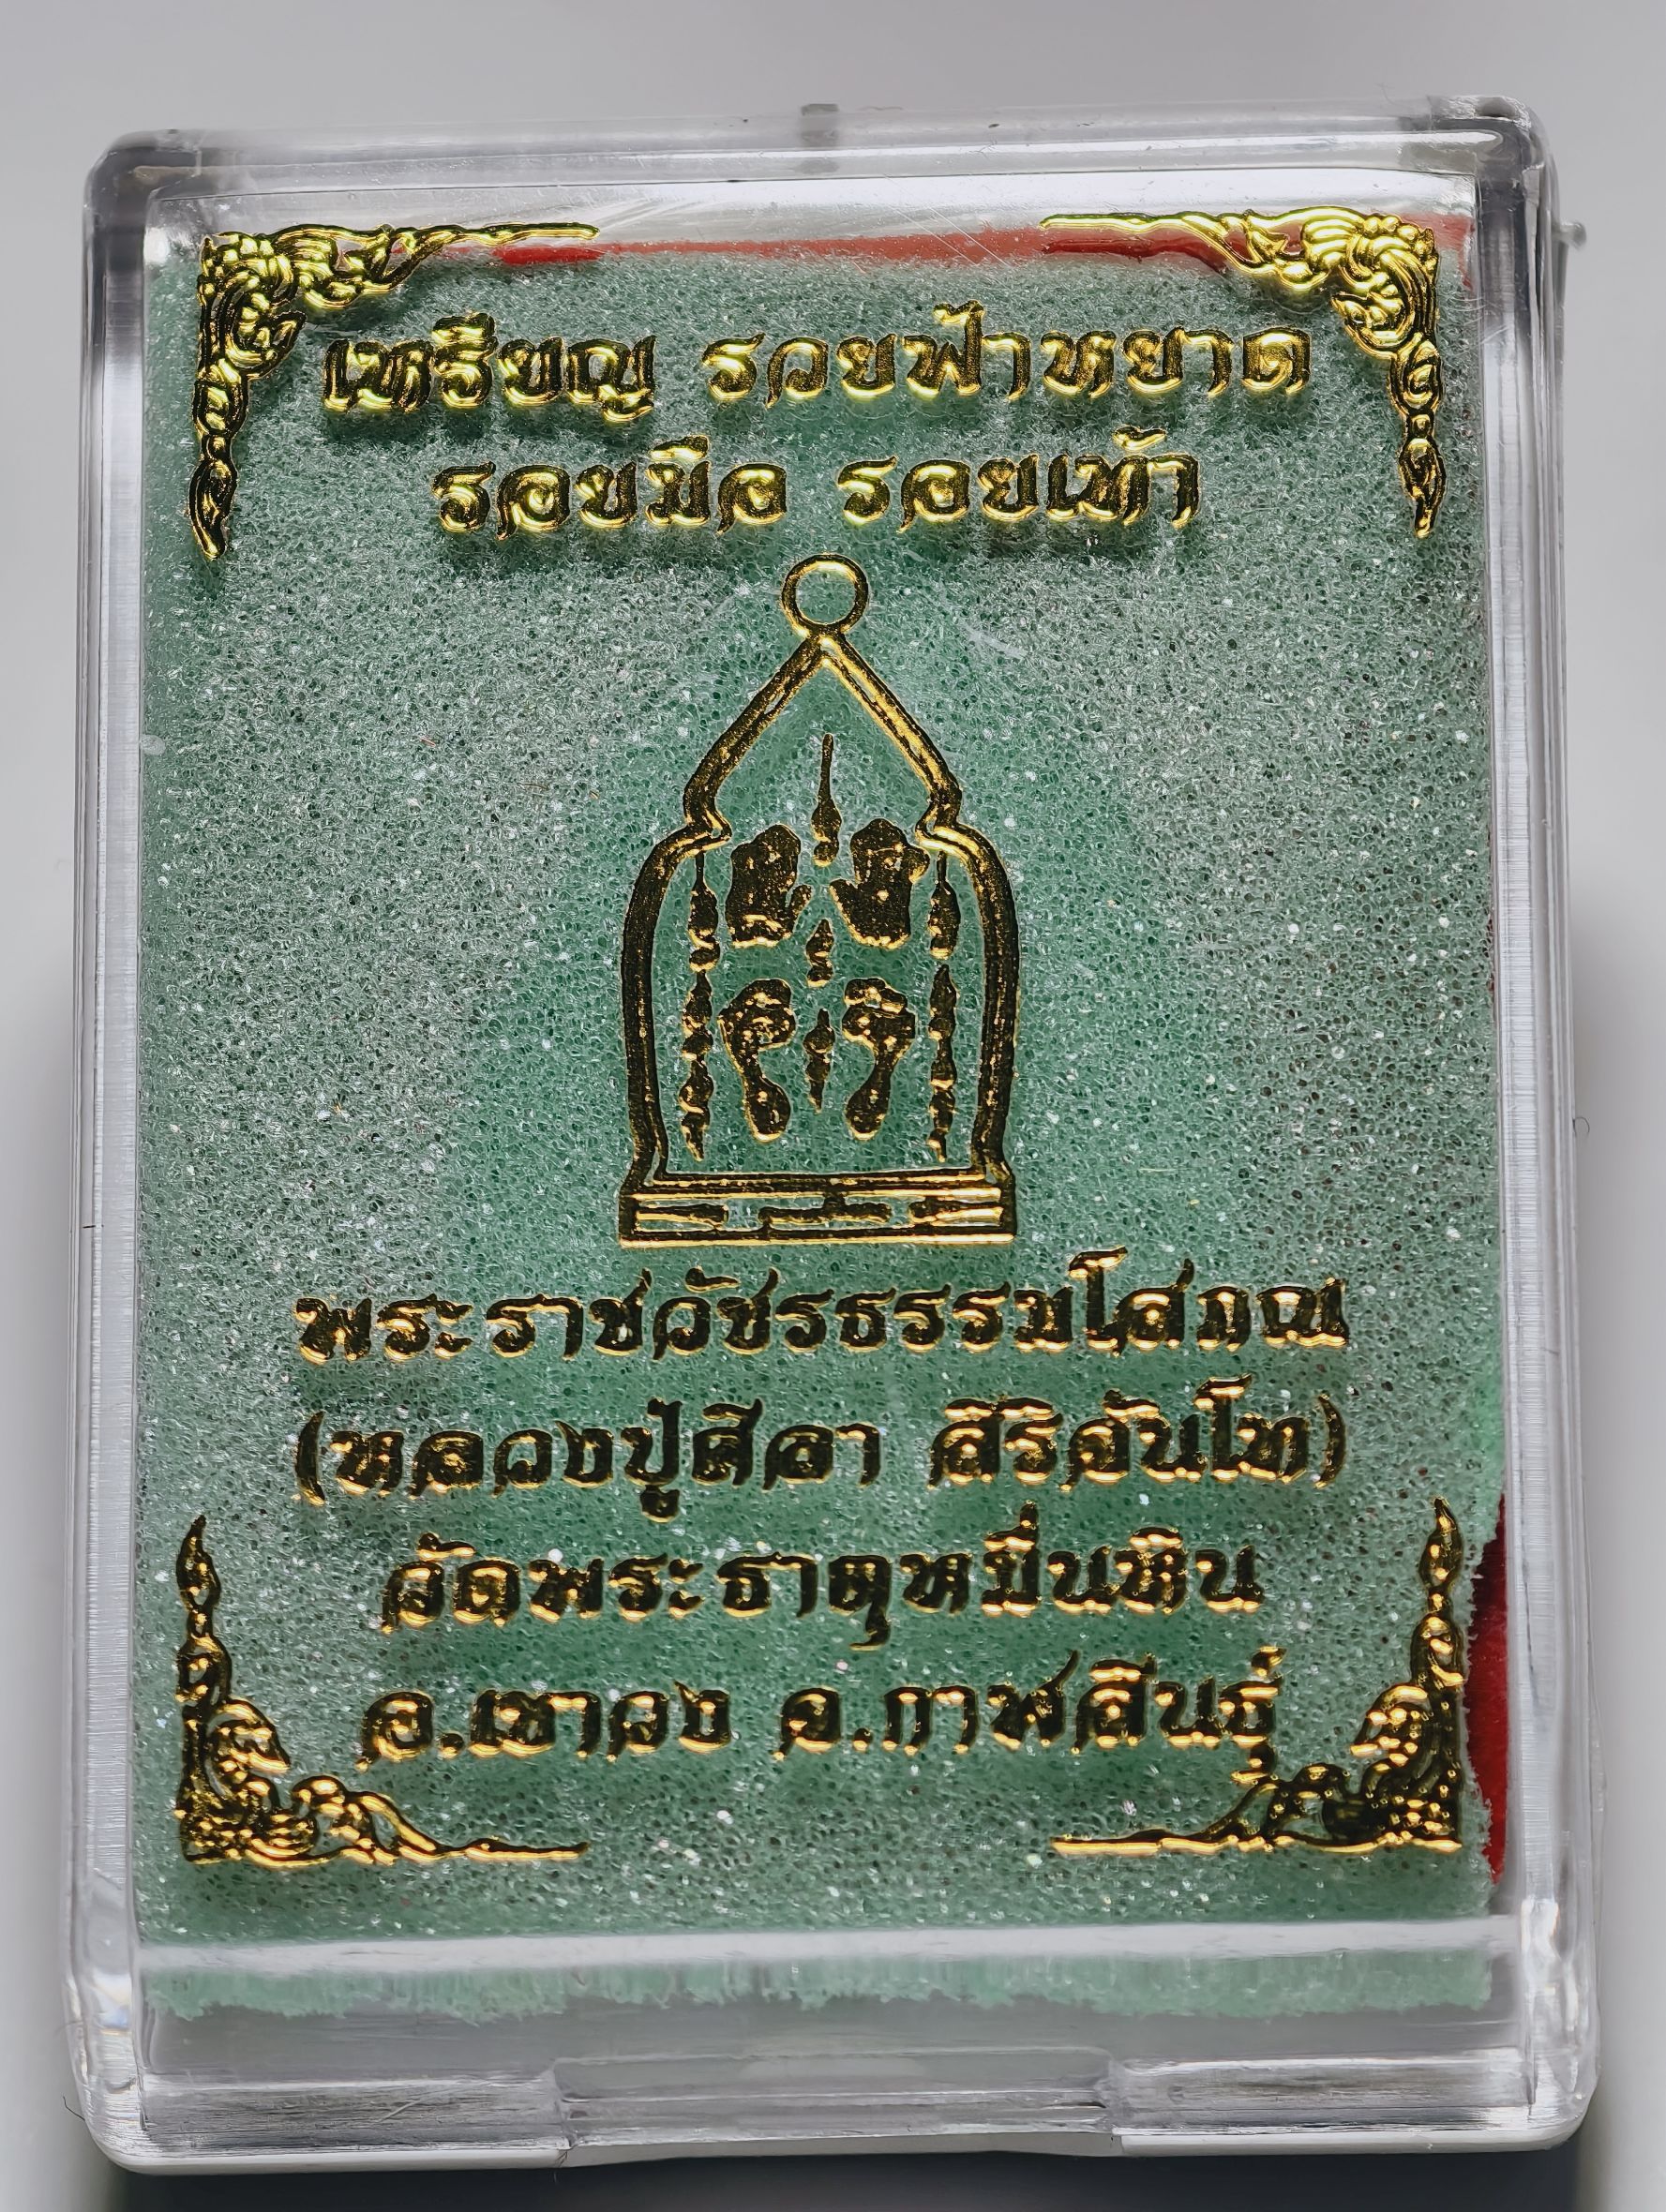 เหรียญ รวยฟ้าหยาด
รอยมือ รอยเท้า
พระราชวัชรธรรมโสภณ
(หลวงปู่ศิลา สิริจันโท)
วัดพระธาตุหมื่นหิน
อ.เขาวง จ.กาฬสินธุ์